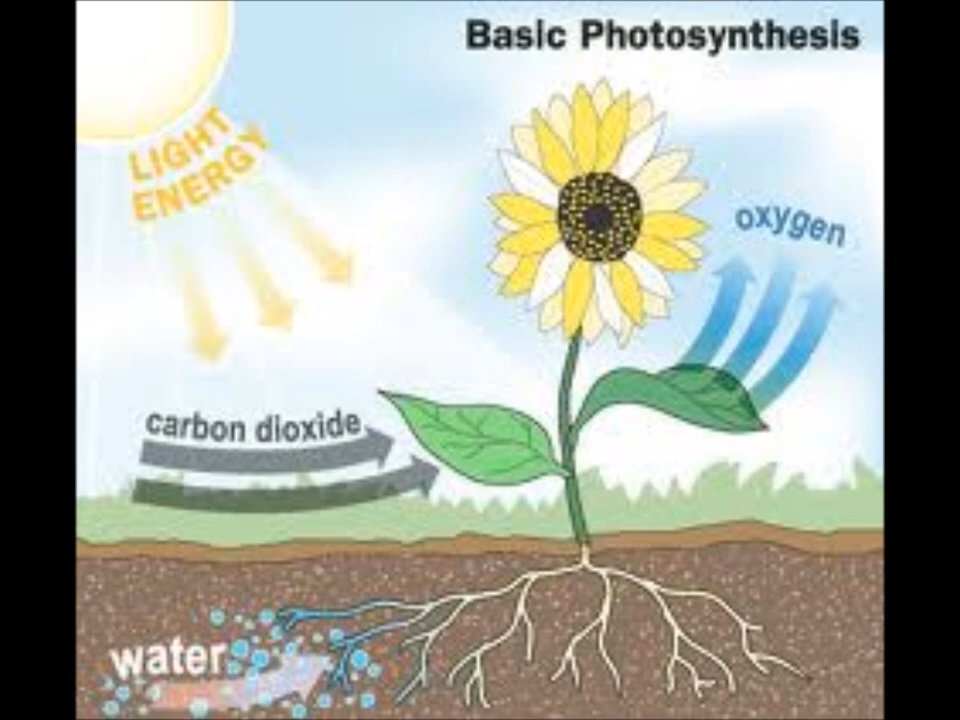 Basic Photosynthesis
LIGHT
ENERGY
oxygen
carbon dioxide
water